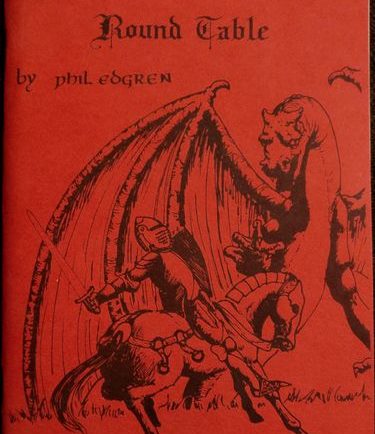 Round Table
by phil edgren